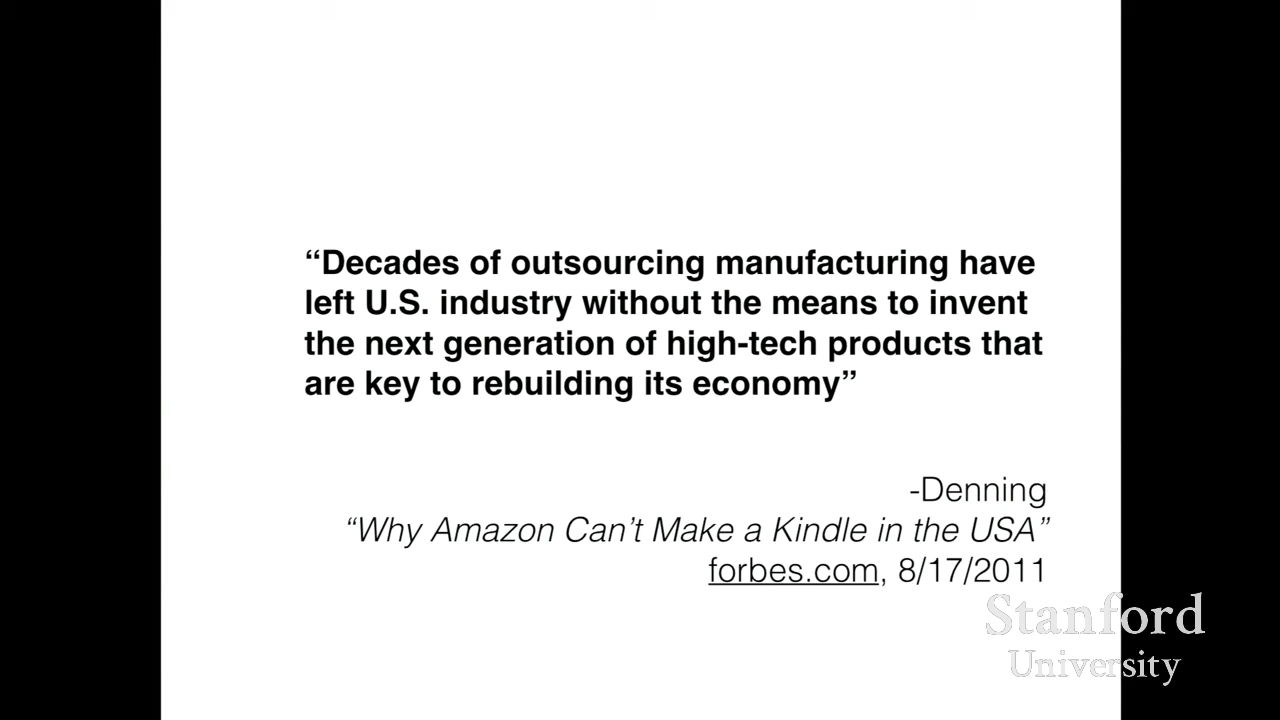 “Decades of outsourcing manufacturing have
left U.S. industry without the means to invent
the next generation of high-tech products that
are key to rebuilding its economy”
-Denning
“Why Amazon Can’t Make a Kindle in the USA”
forbes.com, 8/17/2011
Stanford
University